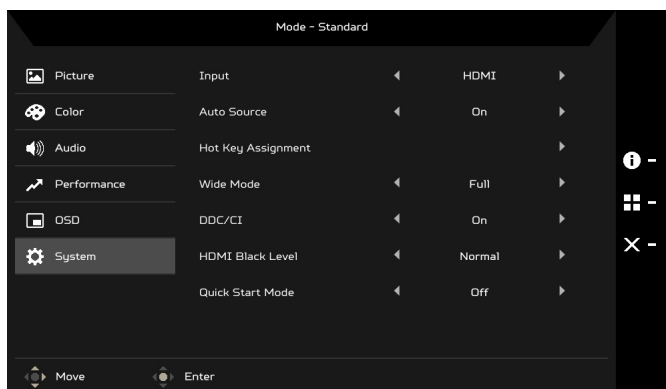 Mode - Standard
Picture
Input HDMI
Color
Auto Source On
Audio
Hot Key Assignment
Performance
Wide Mode Full
OSD
DDC/CI On
System
HDMI Black Level Normal
Quick Start Mode Off
Move Enter